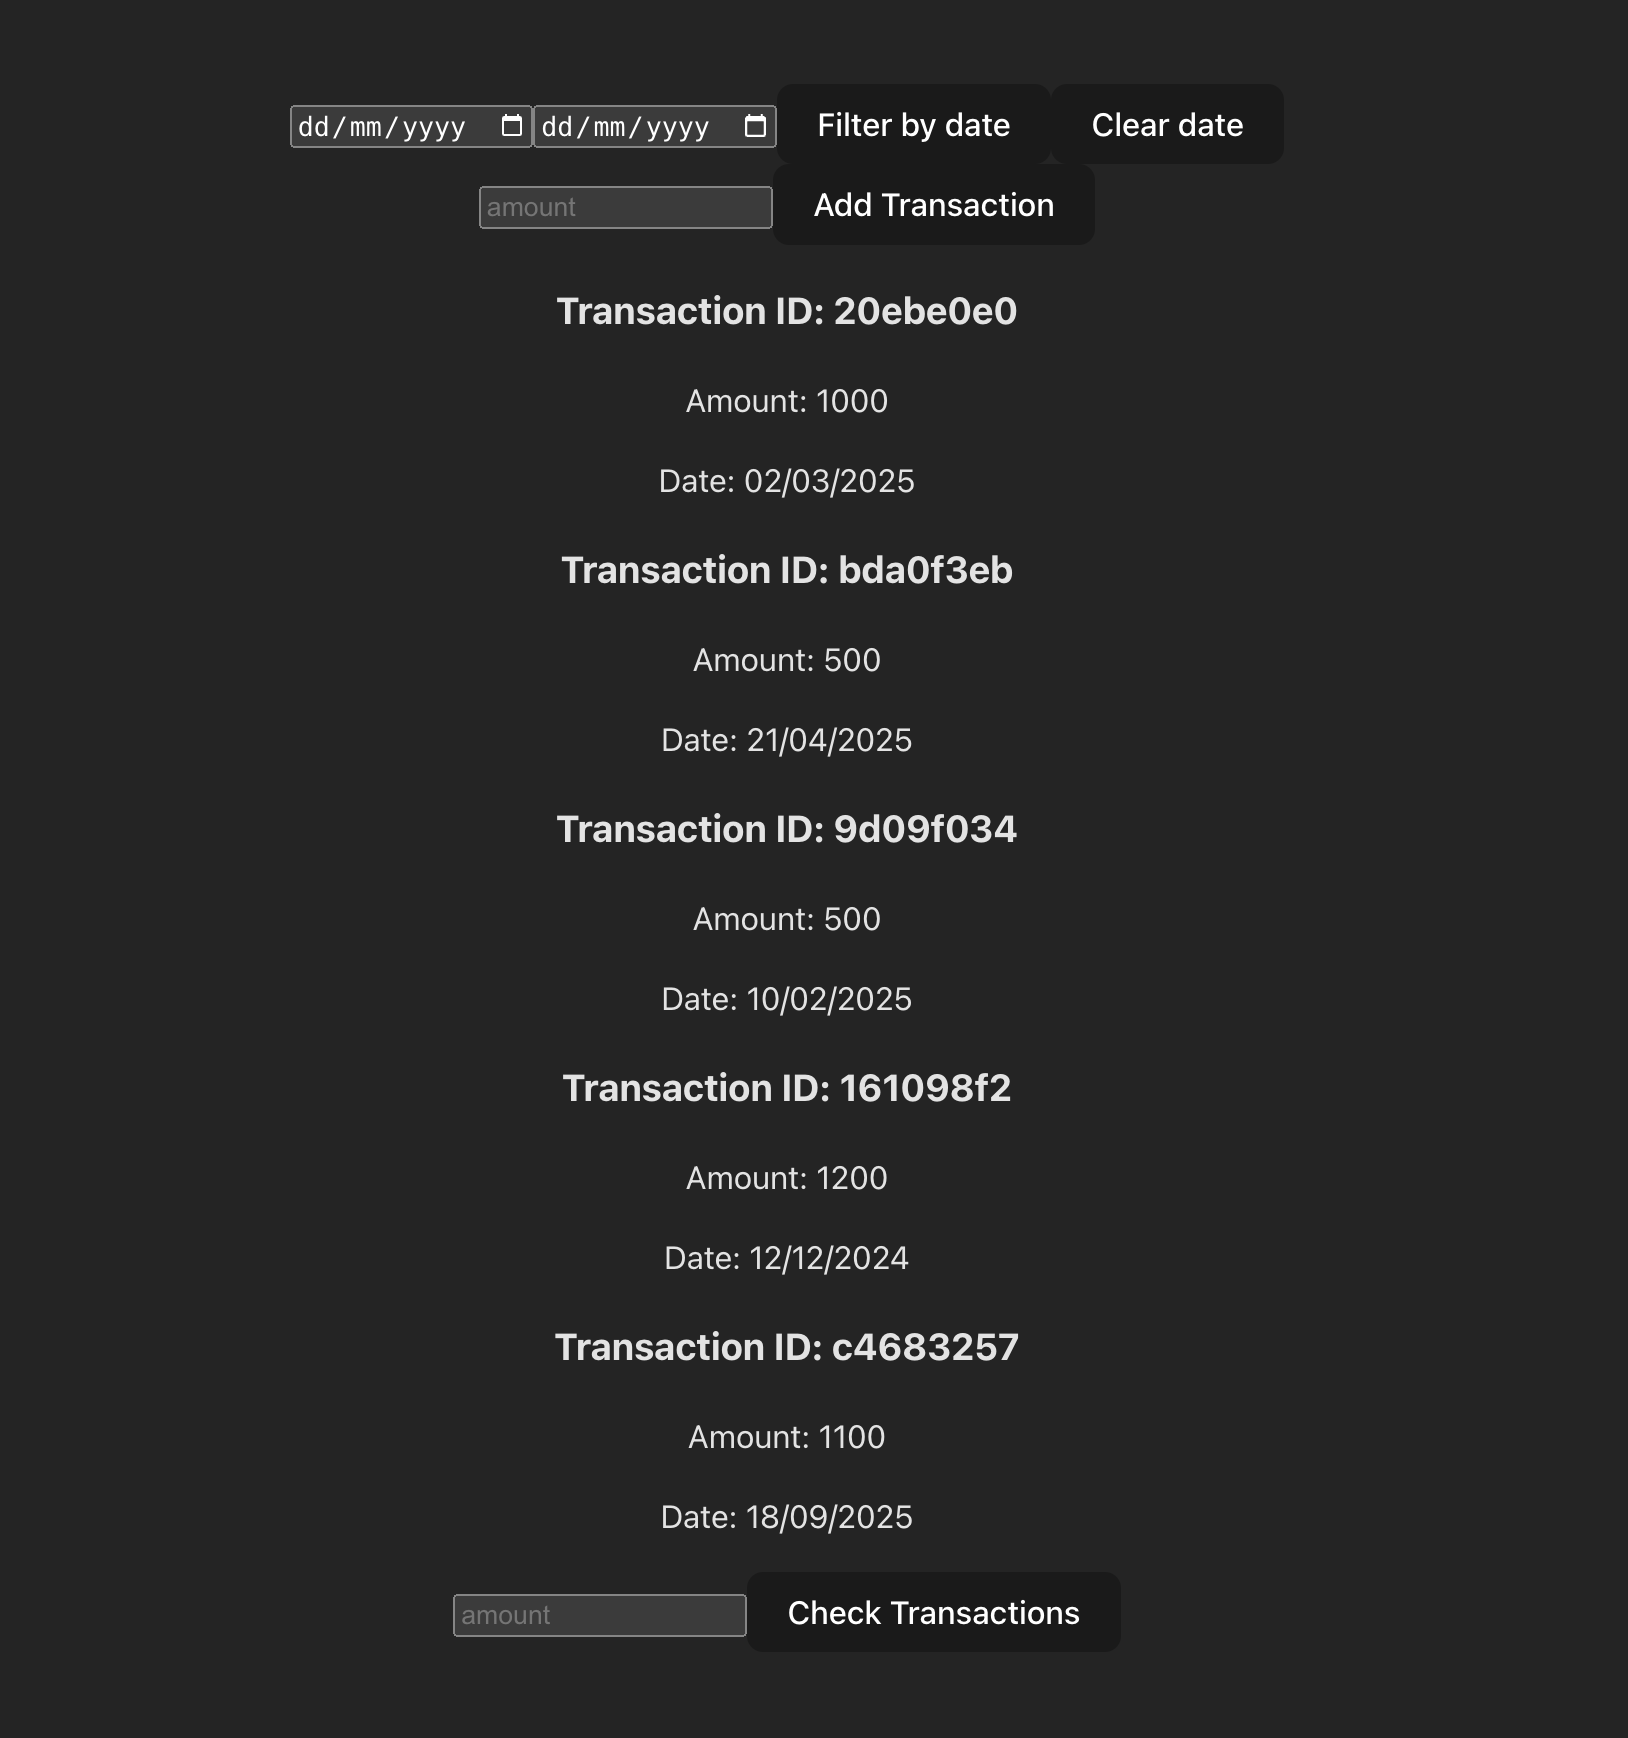 dd/mm/yyyy dd/mm/yyyy Filter by date Clear date
amount Add Transaction
Transaction ID: 20ebe0e0
Amount: 1000
Date: 02/03/2025
Transaction ID: bda0f3eb
Amount: 500
Date: 21/04/2025
Transaction ID: 9d09f034
Amount: 500
Date: 10/02/2025
Transaction ID: 161098f2
Amount: 1200
Date: 12/12/2024
Transaction ID: c4683257
Amount: 1100
Date: 18/09/2025
amount Check Transactions